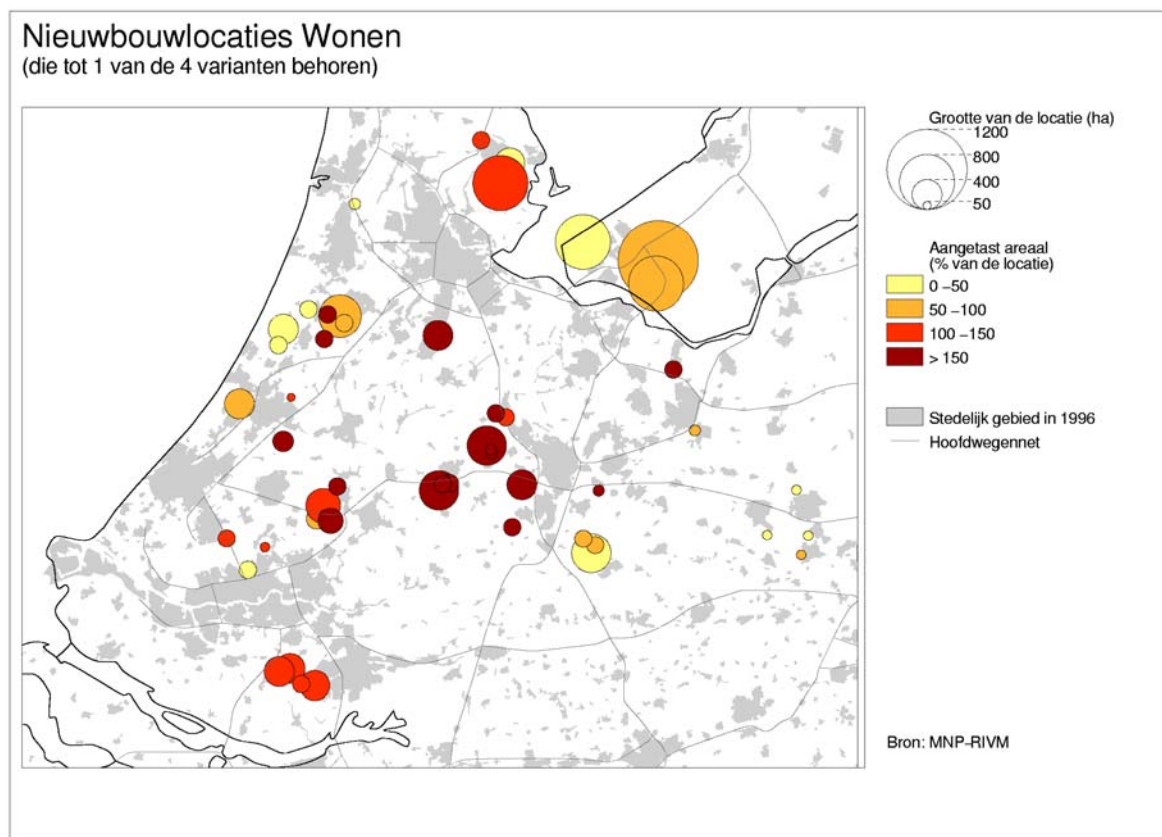 Nieuwbouwlocaties Wonen
(die tot 1 van de 4 varianten behoren)
Grootte van de locatie (ha)
1200
800
400
50
Aangetast areaal
(% van de locatie)
0 –50
50 –100
100 –150
> 150
Stedelijk gebied in 1996
Hoofdwegennet
Bron: MNP–RIVM